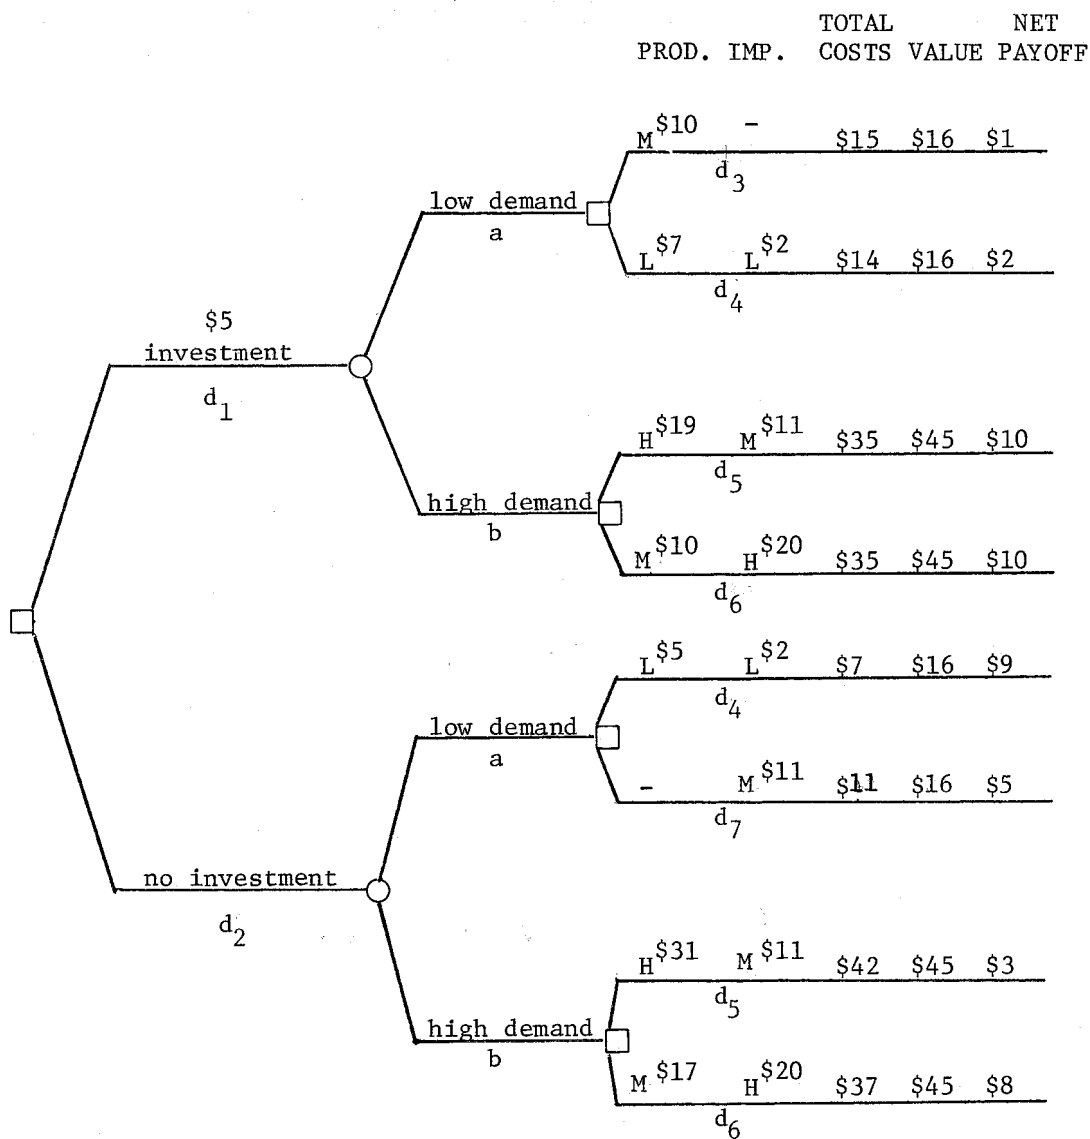 TOTAL NET
PROD. IMP. COSTS VALUE PAYOFF
M $10 - $15 $16 $1
d3
low demand
a
L $7 L $2 $14 $16 $2
d4
$5
investment
d1
H $19 M $11 $35 $45 $10
d5
high demand
b
M $10 H $20 $35 $45 $10
d6
L $5 L $2 $7 $16 $9
d4
low demand
a
- M $11 $11 $16 $5
d7
no investment
d2
H $31 M $11 $42 $45 $3
d5
high demand
b
M $17 H $20 $37 $45 $8
d6